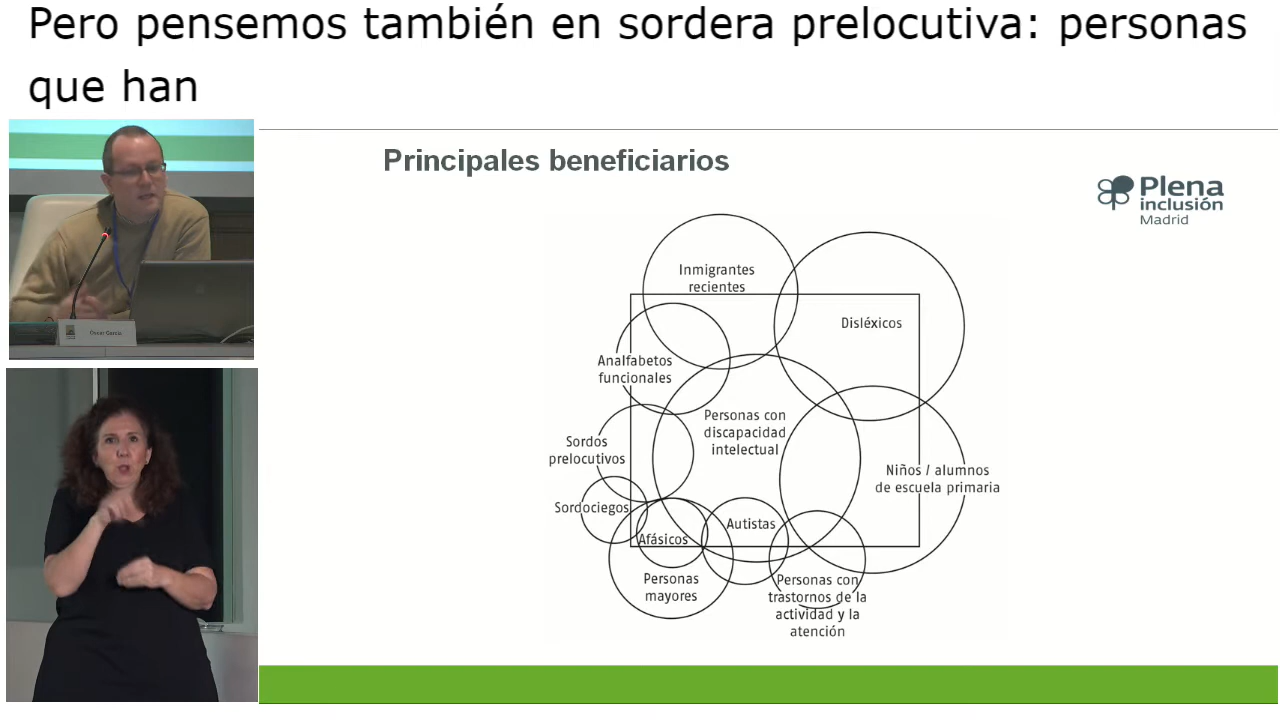 Pero pensemos también en sordera prelocutiva: personas
que han
Principales beneficiarios
Plena
inclusión
Madrid
Inmigrantes
recientes
Disléxicos
Analfabetos
funcionales
Personas con
discapacidad
intelectual
Sordos
prelocutivos
Niños / alumnos
de escuela primaria
Sordociegos
Autistas
Afásicos
Personas
mayores
Personas con
trastornos de la
actividad y la
atención
Óscar García